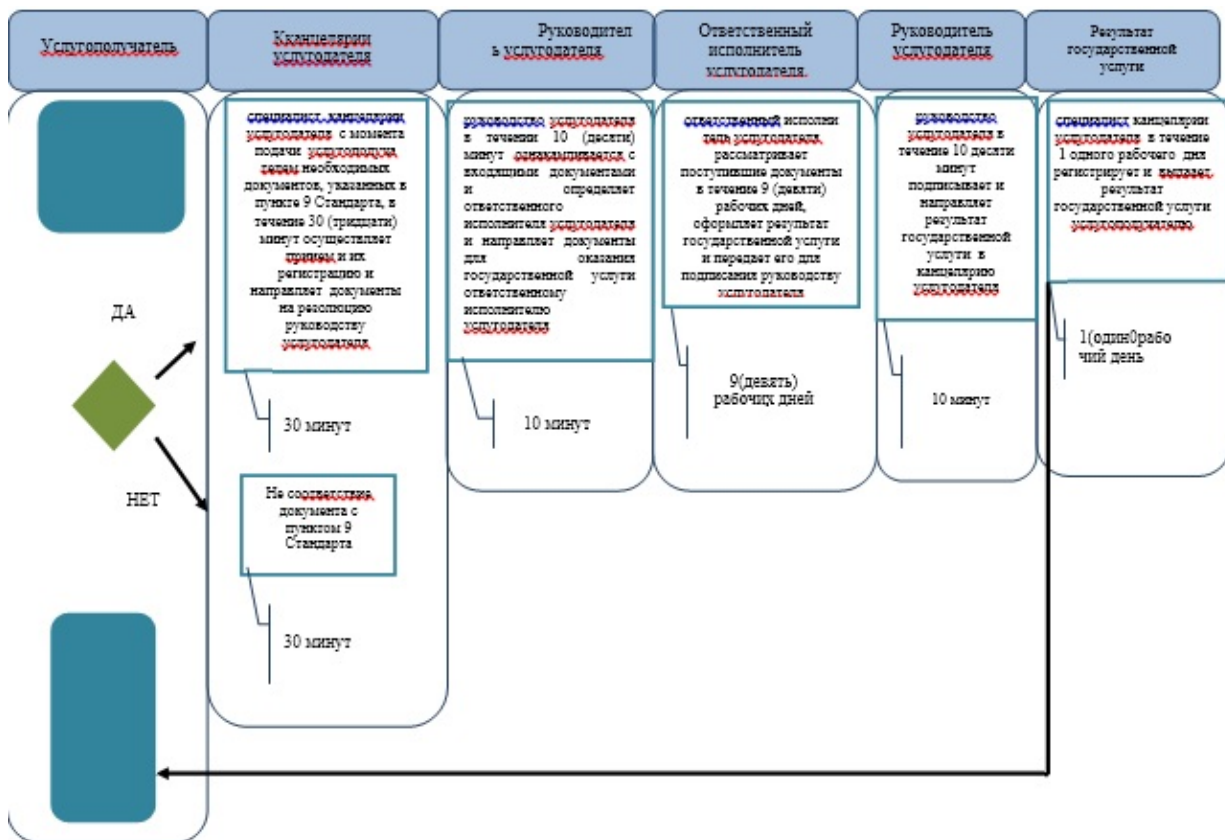 Услугополучатель
Кканцелярии
услугодателя
Руководител
ь услугодателя
Ответственный
исполнитель
услугодателя.
Руководитель
услугодателя
Результат
государственной
услуги
ДА
НЕТ
специалист канцелярии
услугодателя с момента
подачи услугополуча
телем необходимых
документов, указанных в
пункте 9 Стандарта, в
течение 30 (тридцати)
минут осуществляет
прием и их
регистрацию и
направляет документы
на резолюцию
руководству
услугодателя
30 минут
Не соответствие
документа с
пунктом 9
Стандарта
30 минут
руководство услугодателя
в течении 10 (десяти)
минут ознакамливается с
входящими документами
и определяет
ответственного
исполнителя услугодателя
и направляет документы
для оказания
государственной услуги
ответственному
исполнителю
услугодателя
10 минут
ответственный исполни
тель услугодателя
рассматривает
поступившие документы
в течение 9 (девяти)
рабочих дней,
оформляет результат
государственной услуги
и передает его для
подписания руководству
услугодателя
9(девять)
рабочих дней
руководство
услугодателя в
течение 10 десяти
минут
подписывает и
направляет
результат
государственной
услуги в
канцелярию
услугодателя
10 минут
специалист канцелярии
услугодателя в течение
1 одного рабочего дня
регистрирует и выдает
результат
государственной услуги
услугополучателю
1(один0рабо
чий день